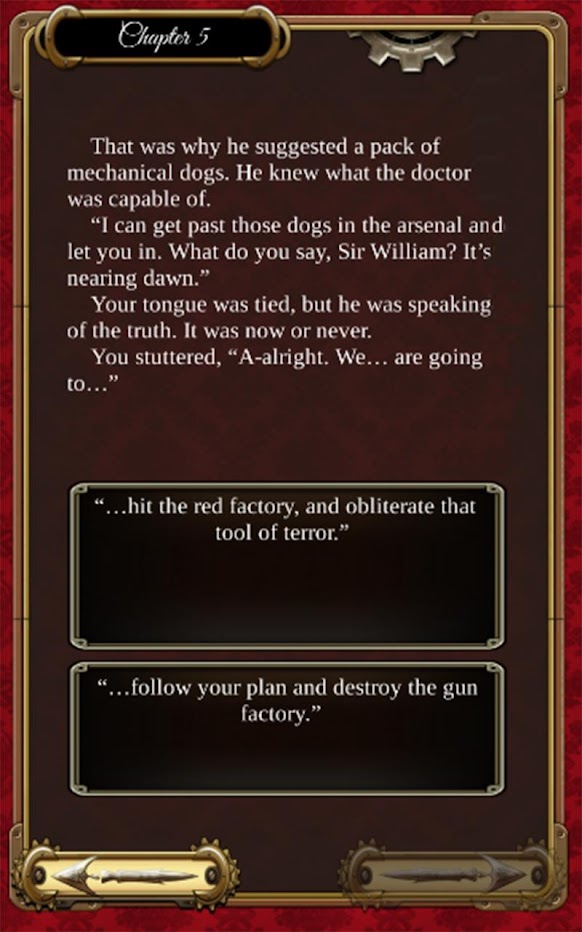 Chapter 5
That was why he suggested a pack of
mechanical dogs. He knew what the doctor
was capable of.
“I can get past those dogs in the arsenal and
let you in. What do you say, Sir William? It’s
nearing dawn.”
Your tongue was tied, but he was speaking
of the truth. It was now or never.
You stuttered, “A-alright. We… are going
to…”
“…hit the red factory, and obliterate that
tool of terror.”
“…follow your plan and destroy the gun
factory.”